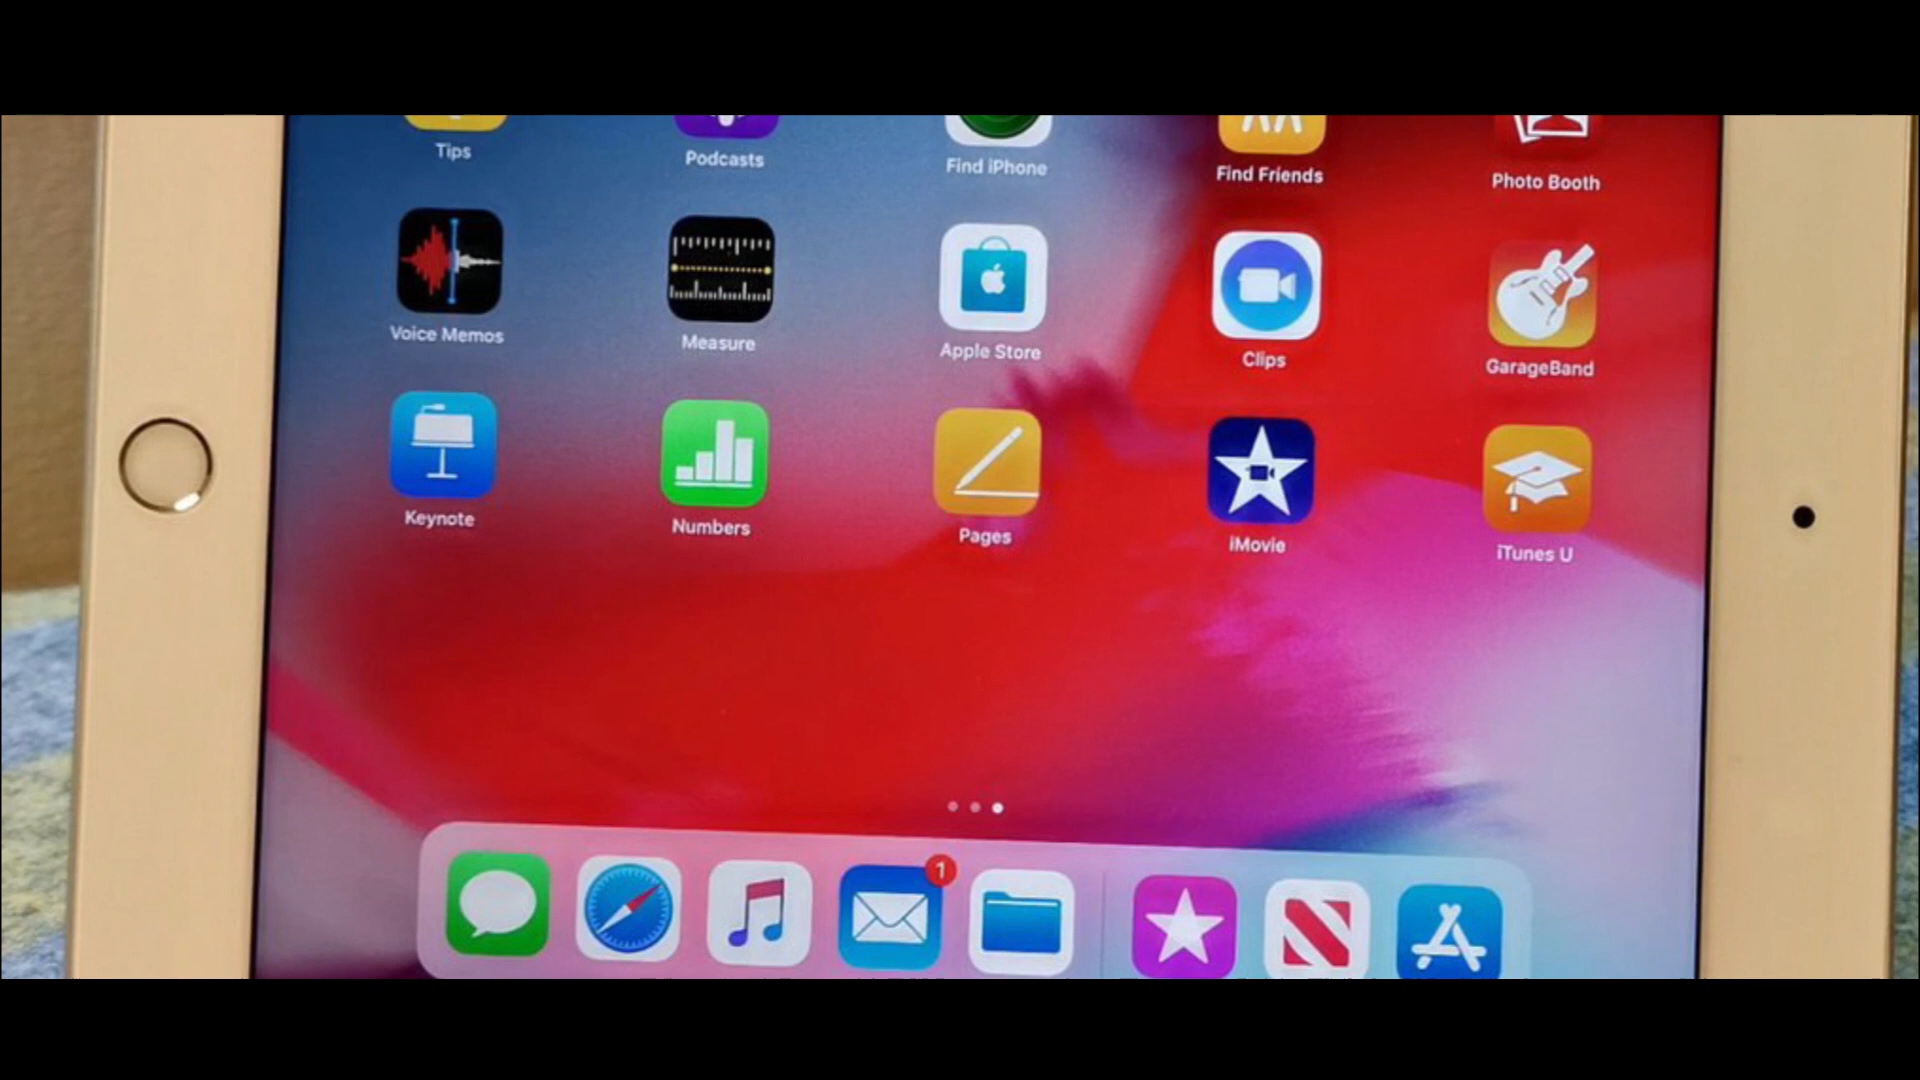 Tips
Podcasts
Find iPhone
Find Friends
Photo Booth
Voice Memos
Measure
Apple Store
Clips
GarageBand
Keynote
Numbers
Pages
iMovie
iTunes U
1